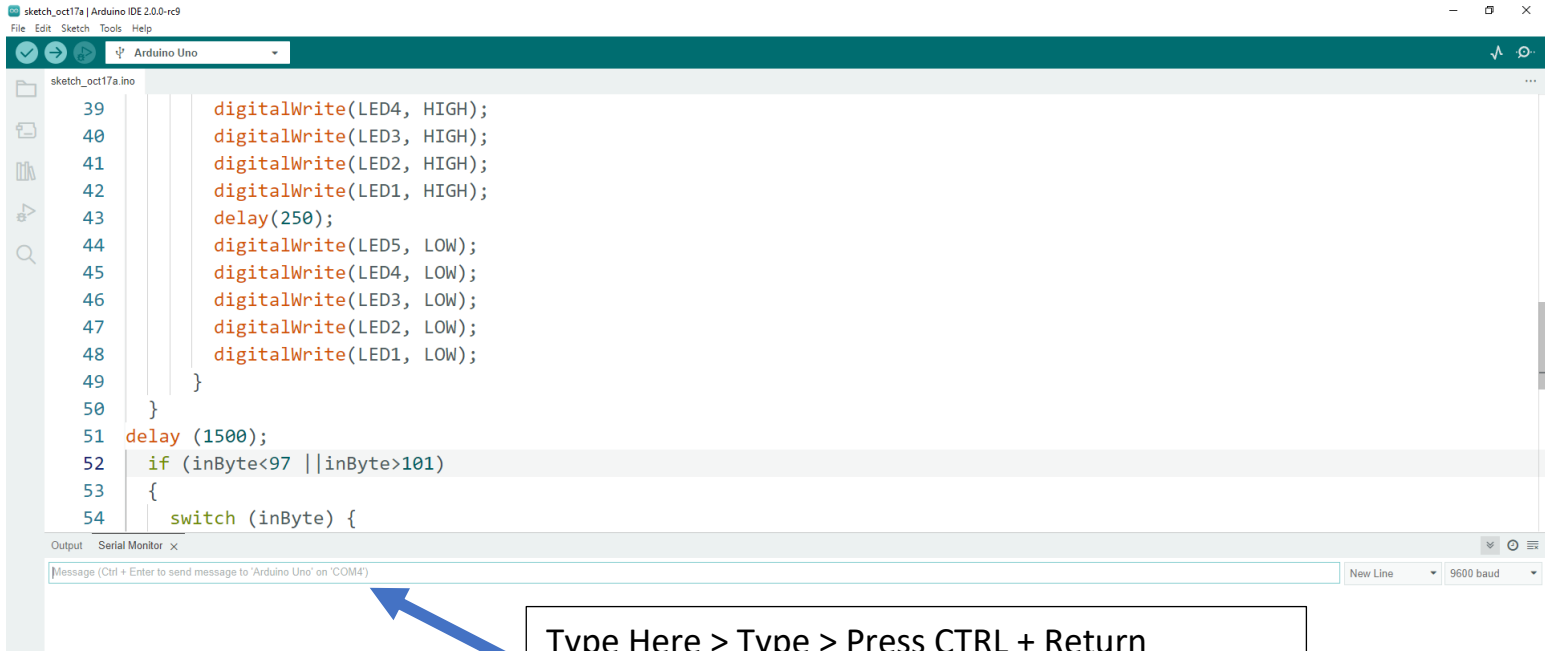 sketch_oct17a | Arduino IDE 2.0.0-rc9
File Edit Sketch Tools Help
Arduino Uno
sketch_oct17a.ino
39 digitalWrite(LED4, HIGH);
40 digitalWrite(LED3, HIGH);
41 digitalWrite(LED2, HIGH);
42 digitalWrite(LED1, HIGH);
43 delay(250);
44 digitalWrite(LED5, LOW);
45 digitalWrite(LED4, LOW);
46 digitalWrite(LED3, LOW);
47 digitalWrite(LED2, LOW);
48 digitalWrite(LED1, LOW);
49 }
50 }
51 delay (1500);
52 if (inByte<97 ||inByte>101)
53 {
54 switch (inByte) {
Output Serial Monitor ×
Message (Ctrl + Enter to send message to 'Arduino Uno' on 'COM4')
New Line 9600 baud
Type Here > Type > Press CTRL + Return